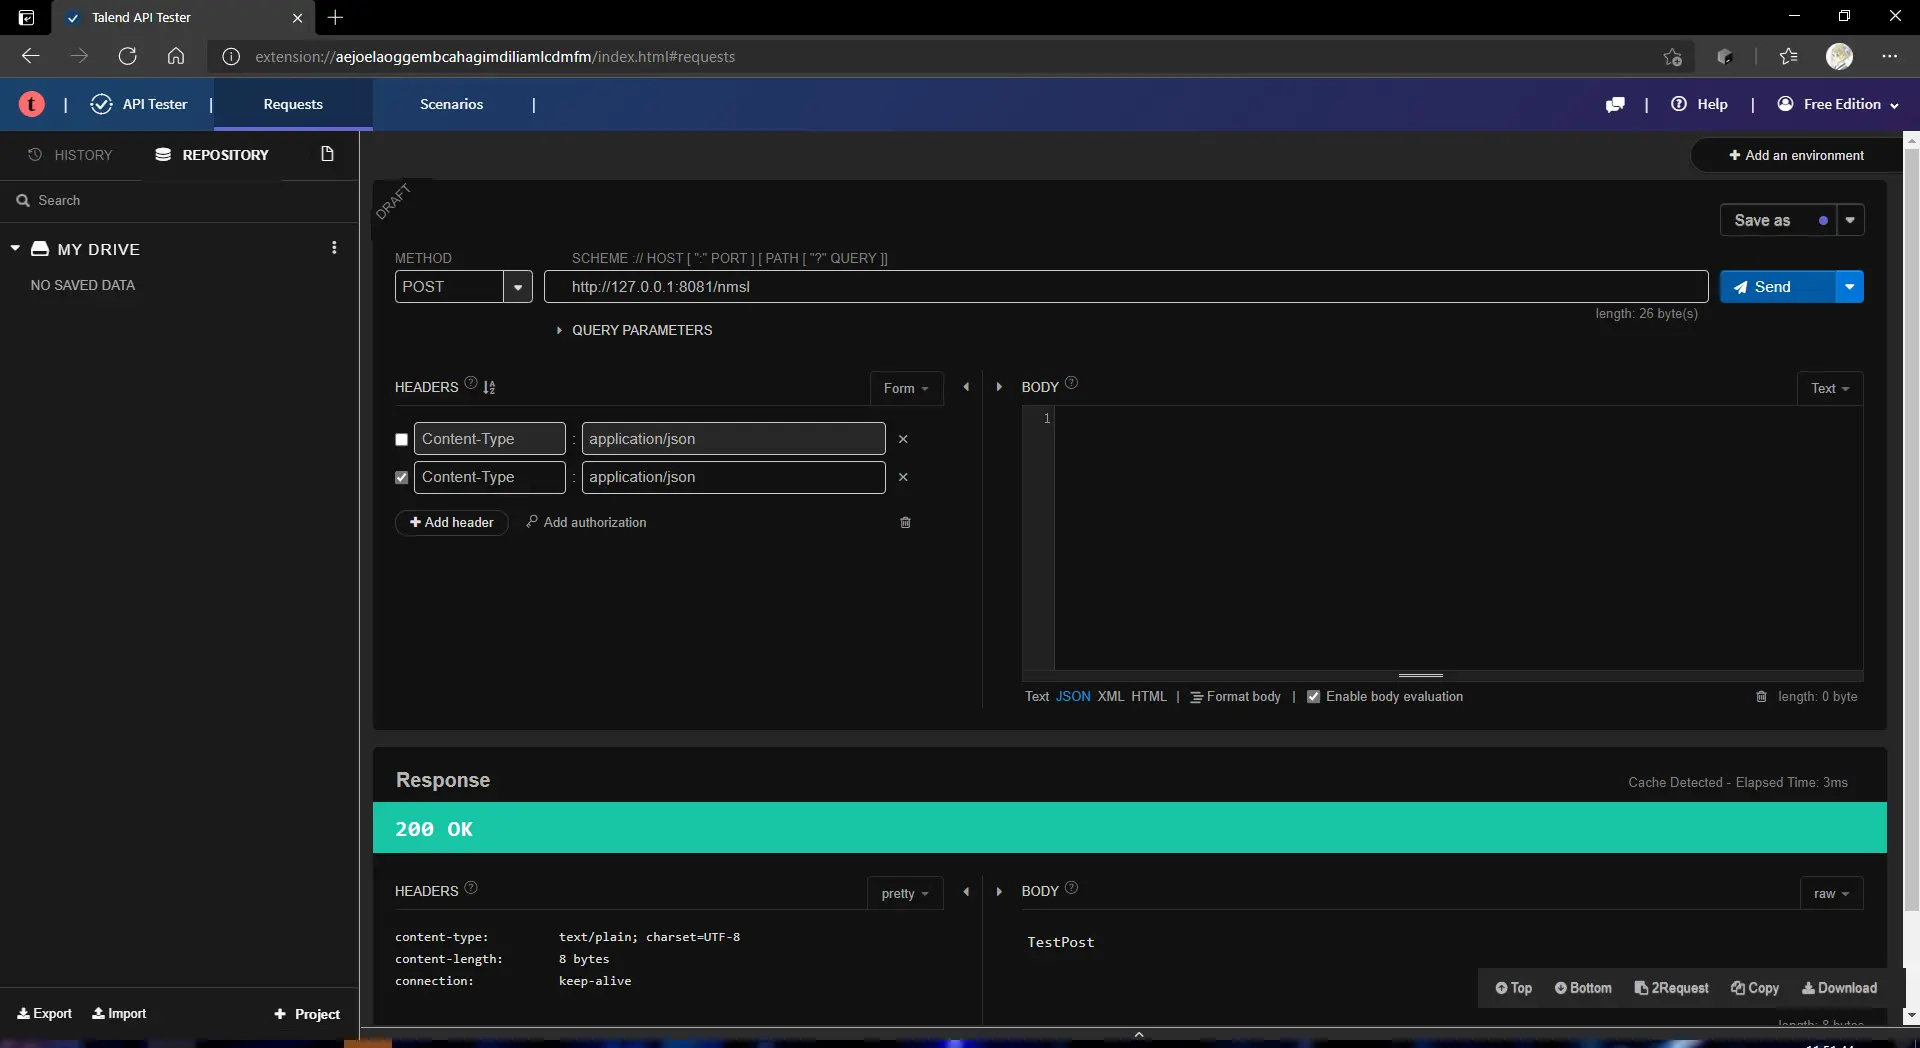 Talend API Tester
extension://aejoelaoggembcahagimdiliamlcdmfm/index.html#requests
t | API Tester | Requests Scenarios | | Help | Free Edition
HISTORY REPOSITORY
Add an environment
Search
DRAFT
Save as
MY DRIVE
METHOD SCHEME :// HOST [ ":" PORT ] [ PATH [ "?" QUERY ]]
NO SAVED DATA
POST http://127.0.0.1:8081/nmsl Send
length: 26 byte(s)
QUERY PARAMETERS
HEADERS ? Form BODY ? Text
1
Content-Type : application/json
Content-Type : application/json
Add header Add authorization
Text JSON XML HTML | Format body | Enable body evaluation length: 0 byte
Response Cache Detected - Elapsed Time: 3ms
200 OK
HEADERS ? pretty BODY ? raw
content-type: text/plain; charset=UTF-8
TestPost
content-length: 8 bytes
connection: keep-alive
Top Bottom 2Request Copy Download
Export Import + Project
length: 8 bytes